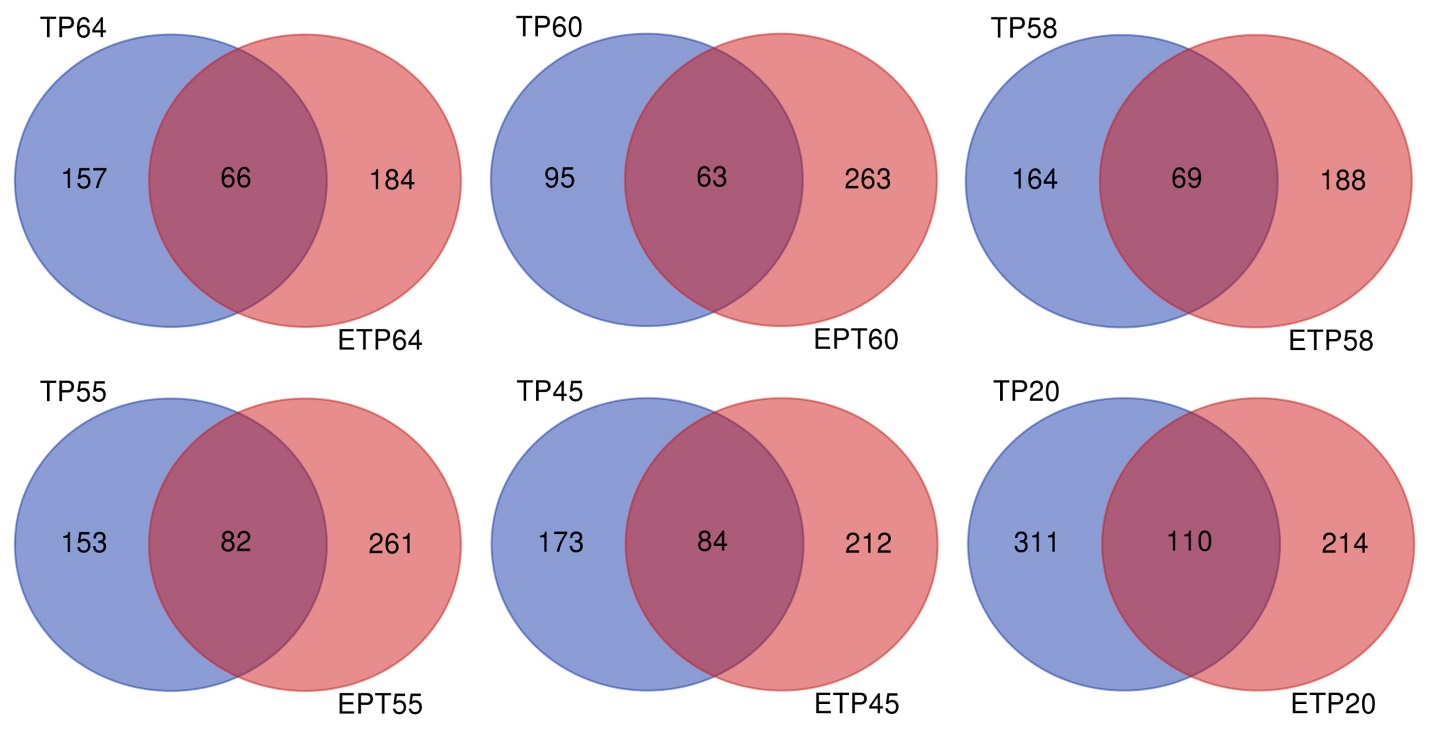 TP64
157 66 184
ETP64
TP60
95 63 263
EPT60
TP58
164 69 188
ETP58
TP55
153 82 261
EPT55
TP45
173 84 212
ETP45
TP20
311 110 214
ETP20